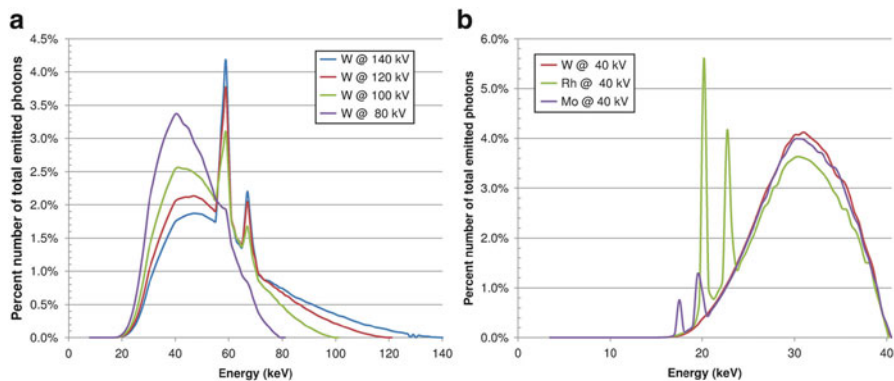 a
4.5%
4.0%
3.5%
3.0%
2.5%
2.0%
1.5%
1.0%
0.5%
0.0%
0 20 40 60 80 100 120 140
Percent number of total emitted photons
Energy (keV)
W @ 140 kV
W @ 120 kV
W @ 100 kV
W @ 80 kV
b
6.0%
5.0%
4.0%
3.0%
2.0%
1.0%
0.0%
0 10 20 30 40
Percent number of total emitted photons
Energy (keV)
W @ 40 kV
Rh @ 40 kV
Mo @ 40 kV